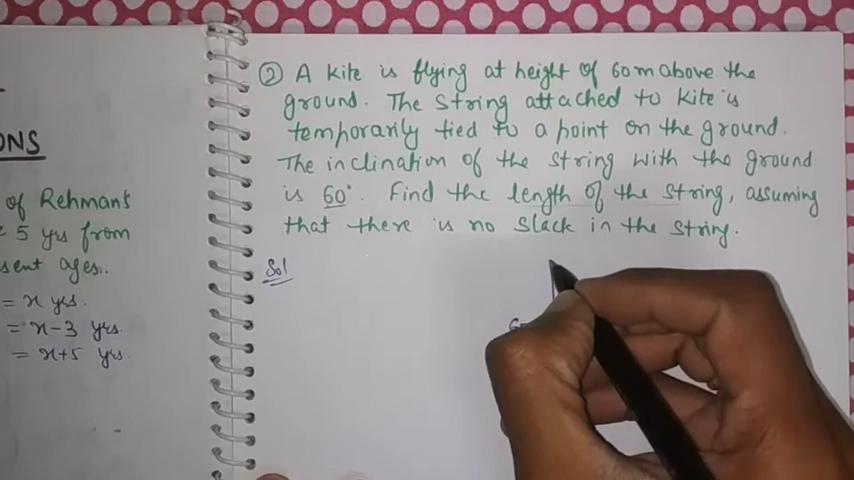 ONS
of Rehman's
5 yrs from
sent ages.
= x yrs.
= x-3 yrs.
= x+5 yrs.
② A kite is flying at height of 60m above the
ground. The string attached to kite is
temporarily tied to a point on the ground.
The inclination of the string with the ground
is 60°. Find the length of the string, assuming
that there is no slack in the string.
Sol